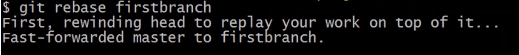 $ git rebase firstbranch
First, rewinding head to replay your work on top of it...
Fast-forwarded master to firstbranch.